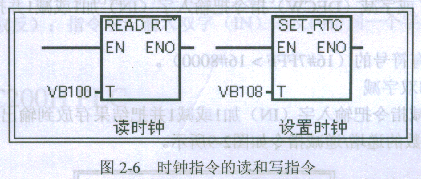 READ_RTC SET_RTC
EN ENO EN ENO
VB100 T VB108 T
读时钟 设置时钟
图 2-6 时钟指令的读和写指令